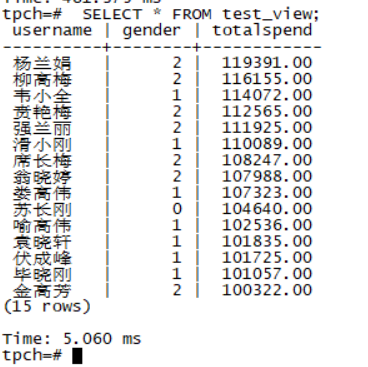 Time: 481.379 ms
tpch=#  SELECT * FROM test_view;
 username | gender | totalspend
----------+--------+------------
 杨兰娟   |      2 |  119391.00
 柳高梅   |      2 |  116155.00
 韦小全   |      1 |  114072.00
 贲艳梅   |      2 |  112565.00
 强兰丽   |      2 |  111925.00
 滑小刚   |      1 |  110089.00
 席长梅   |      2 |  108247.00
 翁晓婷   |      2 |  107988.00
 娄高伟   |      1 |  107323.00
 苏长刚   |      0 |  104640.00
 喻高伟   |      1 |  102536.00
 袁晓轩   |      1 |  101835.00
 伏成峰   |      1 |  101725.00
 毕晓刚   |      1 |  101057.00
 金高芳   |      2 |  100322.00
(15 rows)
Time: 5.060 ms
tpch=#